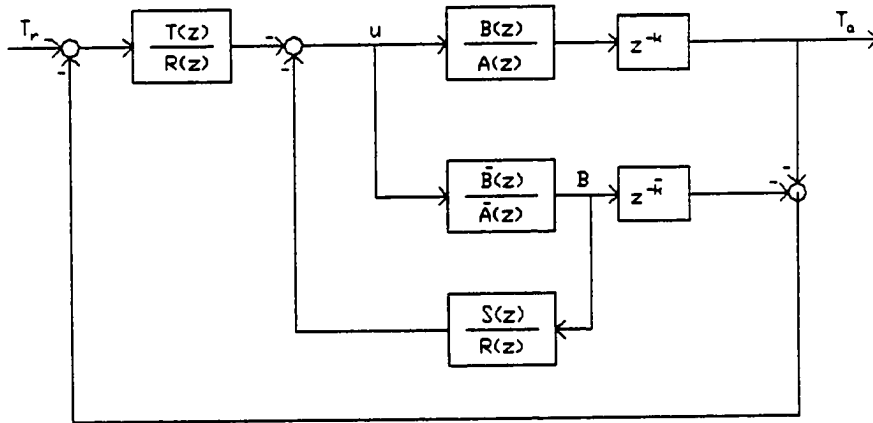 T_r
T(z)
R(z)
u
B(z)
A(z)
z^{-k}
T_a
B̄(z)
Ā(z)
B
z^{-k̄}
S(z)
R(z)